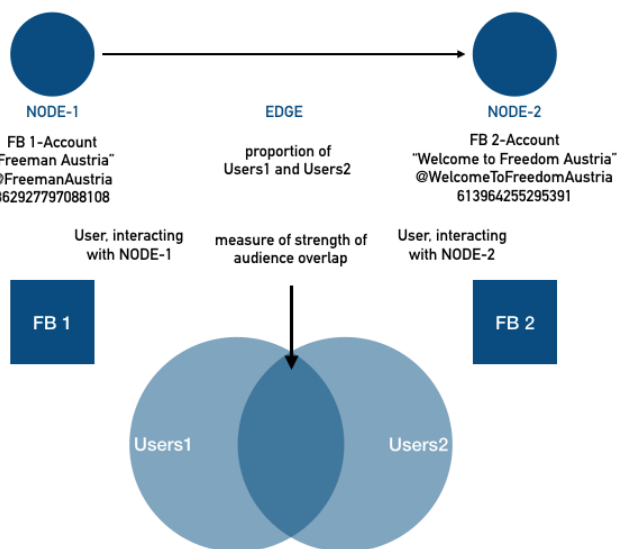 NODE-1
EDGE
NODE-2
FB 1-Account
Freeman Austria"
@FreemanAustria
862927797088108
proportion of
Users1 and Users2
FB 2-Account
"Welcome to Freedom Austria"
@WelcomeToFreedomAustria
613964255295391
User, interacting
with NODE-1
measure of strength of
audience overlap
User, interacting
with NODE-2
FB 1
FB 2
Users1
Users2